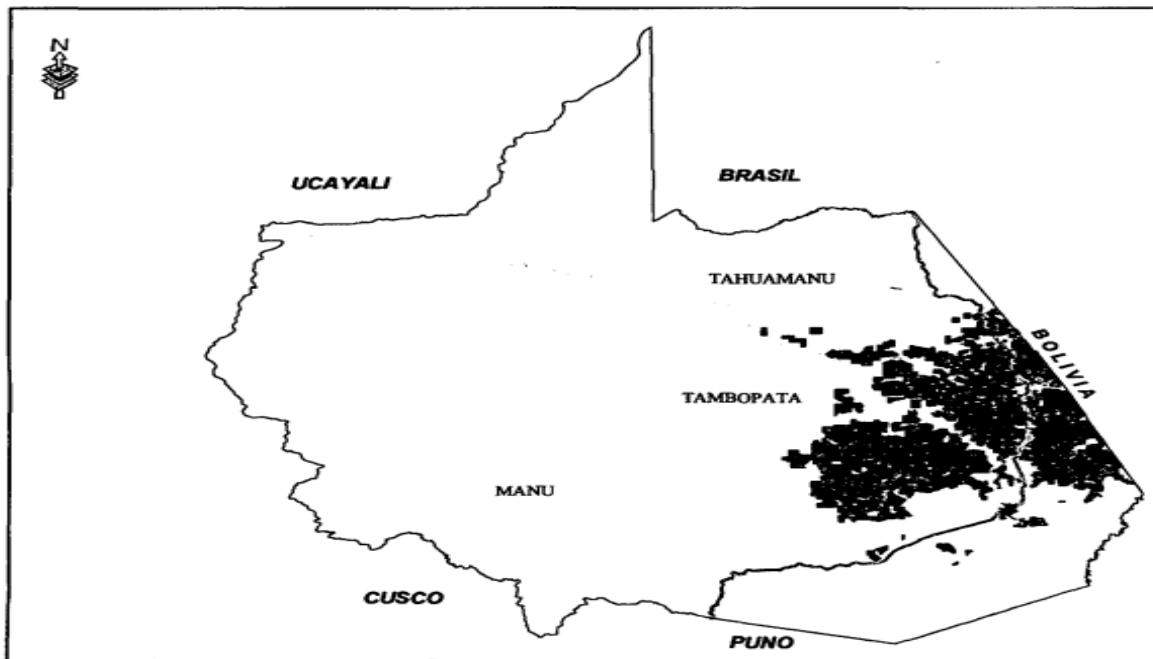 N
UCAYALI
BRASIL
TAHUAMANU
BOLIVIA
TAMBOPATA
MANU
CUSCO
PUNO